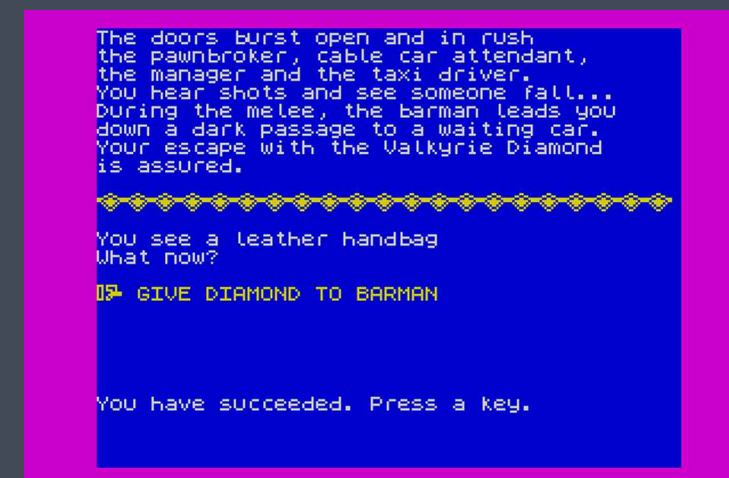 The doors burst open and in rush
the pawnbroker, cable car attendant,
the manager and the taxi driver.
You hear shots and see someone fall...
During the melee, the barman leads you
down a dark passage to a waiting car.
Your escape with the Valkyrie Diamond
is assured.
You see a leather handbag
What now?
GIVE DIAMOND TO BARMAN
You have succeeded. Press a key.